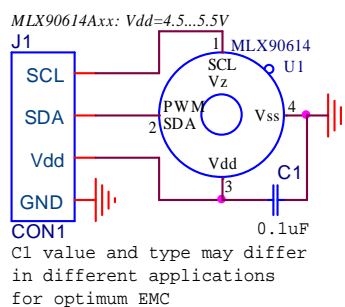 MLX90614Axx: Vdd=4.5...5.5V
J1
SCL
SDA
Vdd
GND
CON1
1
MLX90614
U1
SCL
Vz
PWM
SDA
2
Vss
4
Vdd
3
C1
0.1uF
C1 value and type may differ
in different applications
for optimum EMC